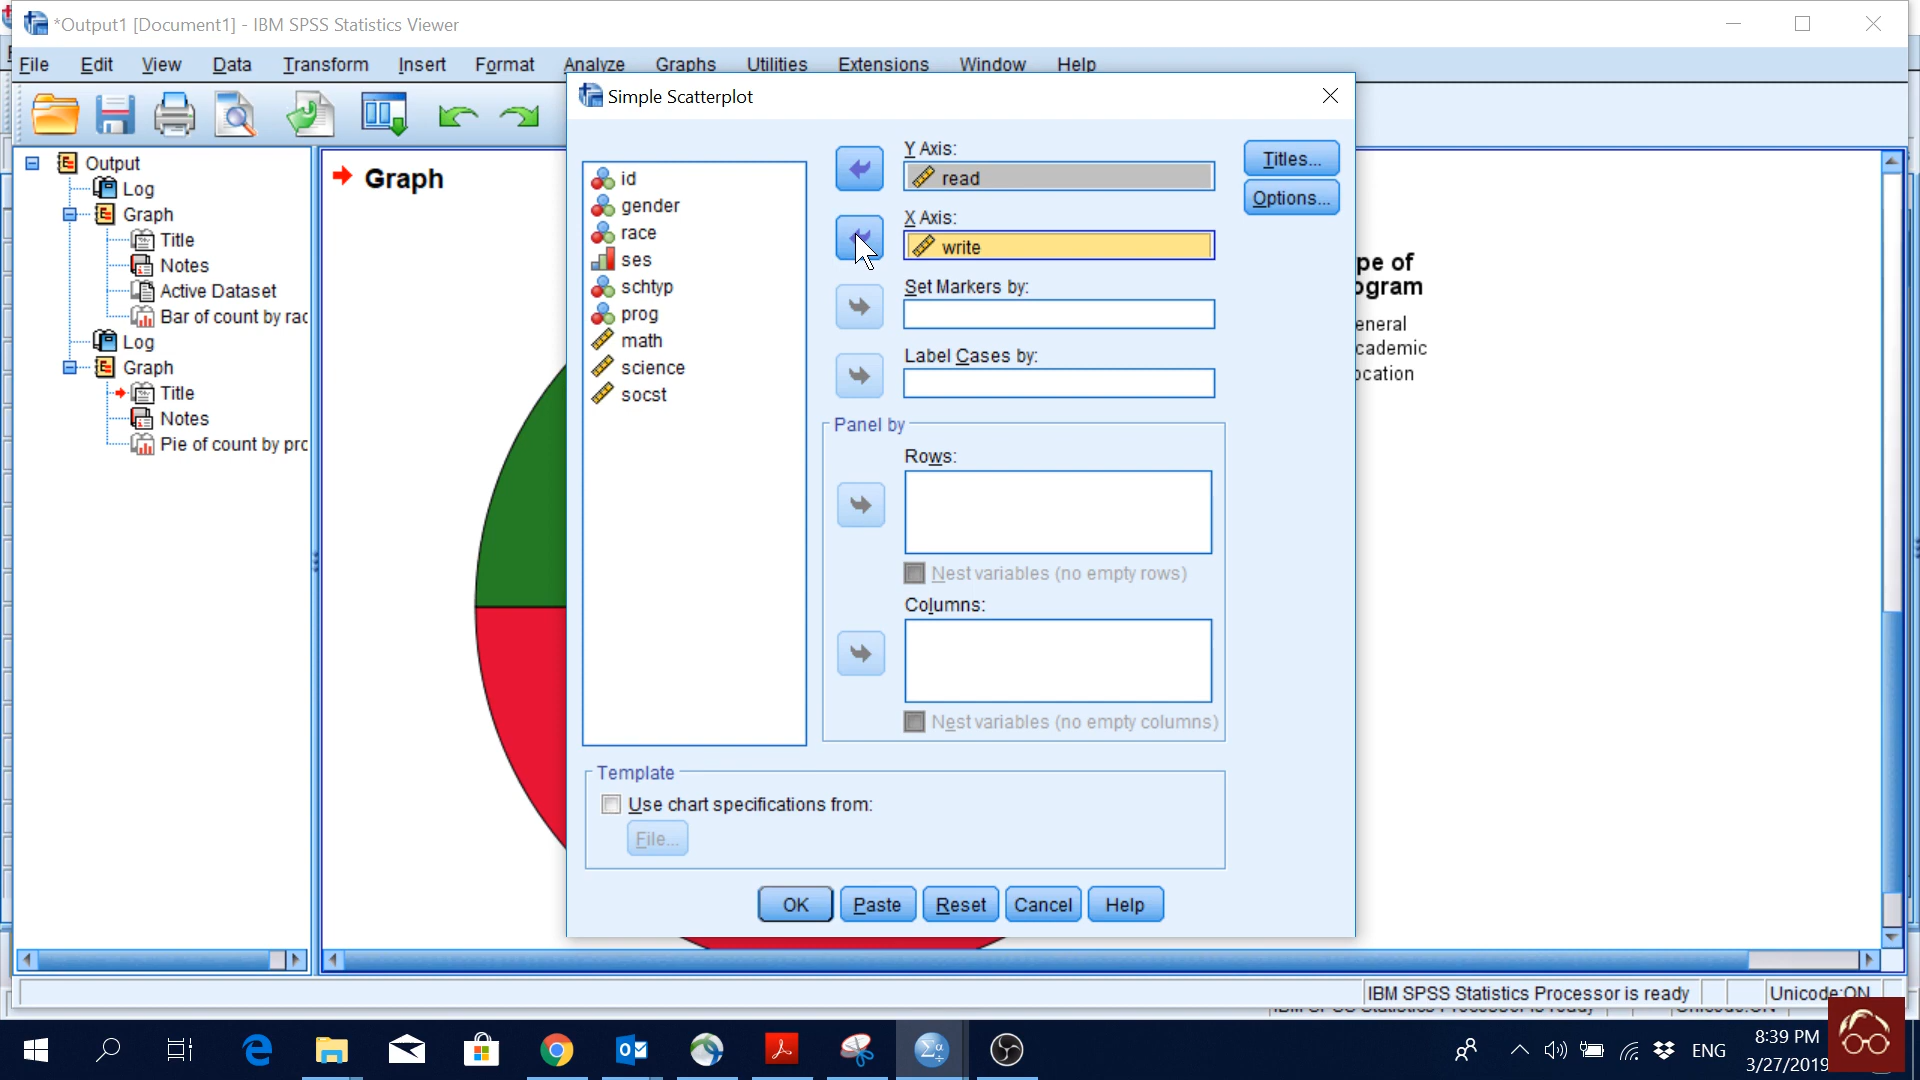 *Output1 [Document1] - IBM SPSS Statistics Viewer
File Edit View Data Transform Insert Format Analyze Graphs Utilities Extensions Window Help
Output
Log
Graph
Title
Notes
Active Dataset
Bar of count by rac
Log
Graph
Title
Notes
Pie of count by pro
Graph
pe of
ogram
eneral
cademic
ocation
Simple Scatterplot
id
gender
race
ses
schtyp
prog
math
science
socst
Y Axis:
read
X Axis:
write
Set Markers by:
Label Cases by:
Panel by
Rows:
Nest variables (no empty rows)
Columns:
Nest variables (no empty columns)
Titles...
Options...
Template
Use chart specifications from:
File...
OK Paste Reset Cancel Help
IBM SPSS Statistics Processor is ready Unicode:ON
ENG
8:39 PM
3/27/2019